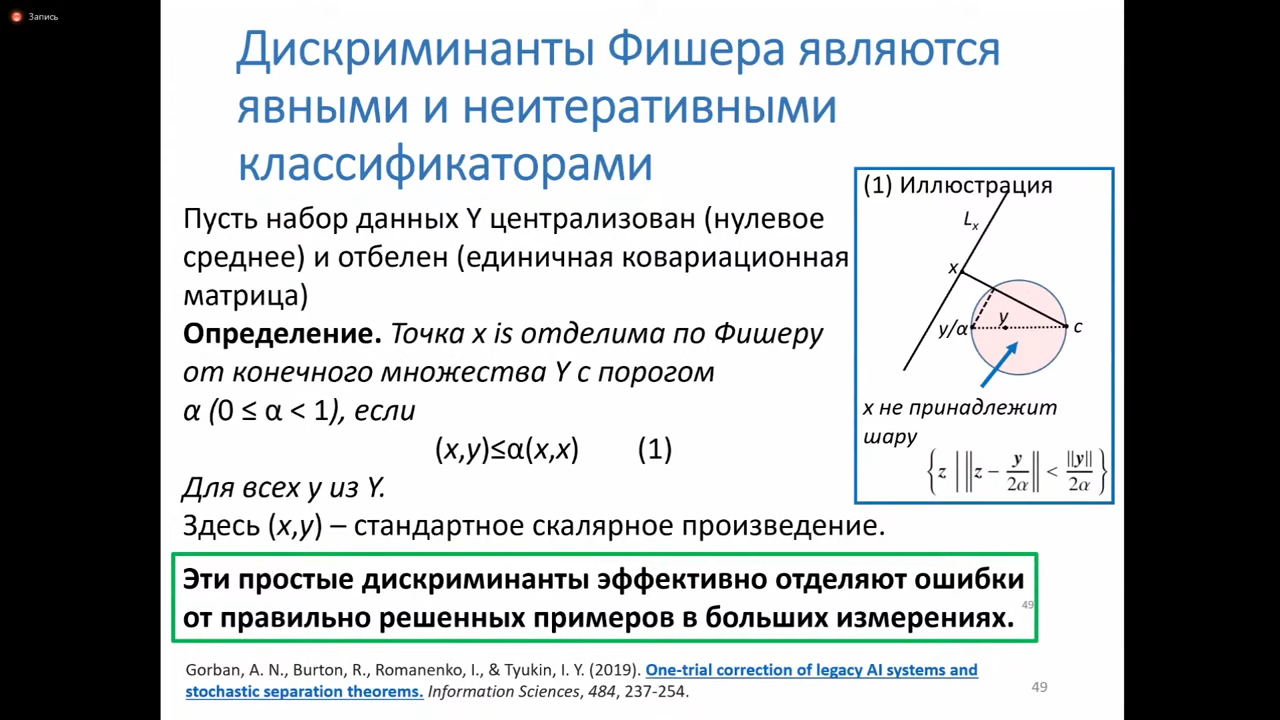 Запись
Дискриминанты Фишера являются
явными и неитеративными
классификаторами
Пусть набор данных Y централизован (нулевое
среднее) и отбелен (единичная ковариационная
матрица)
Определение. Точка x is отделима по Фишеру
от конечного множества Y с порогом
α (0 ≤ α < 1), если
(x,y)≤α(x,x) (1)
Для всех y из Y.
Здесь (x,y) – стандартное скалярное произведение.
(1) Иллюстрация
Lₓ
x
y
y/α
c
x не принадлежит
шару
{z | ‖z − y/2α‖ < ‖y‖/2α}
Эти простые дискриминанты эффективно отделяют ошибки
от правильно решенных примеров в больших измерениях.
49
Gorban, A. N., Burton, R., Romanenko, I., & Tyukin, I. Y. (2019). One-trial correction of legacy AI systems and
stochastic separation theorems. Information Sciences, 484, 237-254.
49